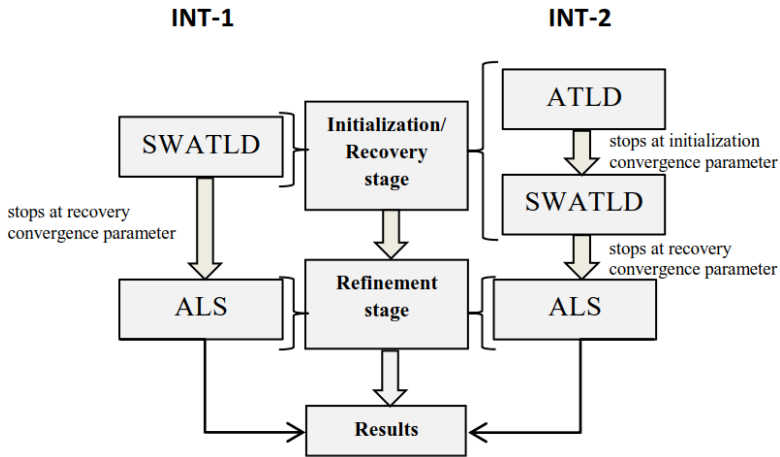 INT-1
INT-2
ATLD
Initialization/
Recovery
stage
SWATLD
stops at initialization
convergence parameter
SWATLD
stops at recovery
convergence parameter
stops at recovery
convergence parameter
Refinement
stage
ALS
ALS
Results